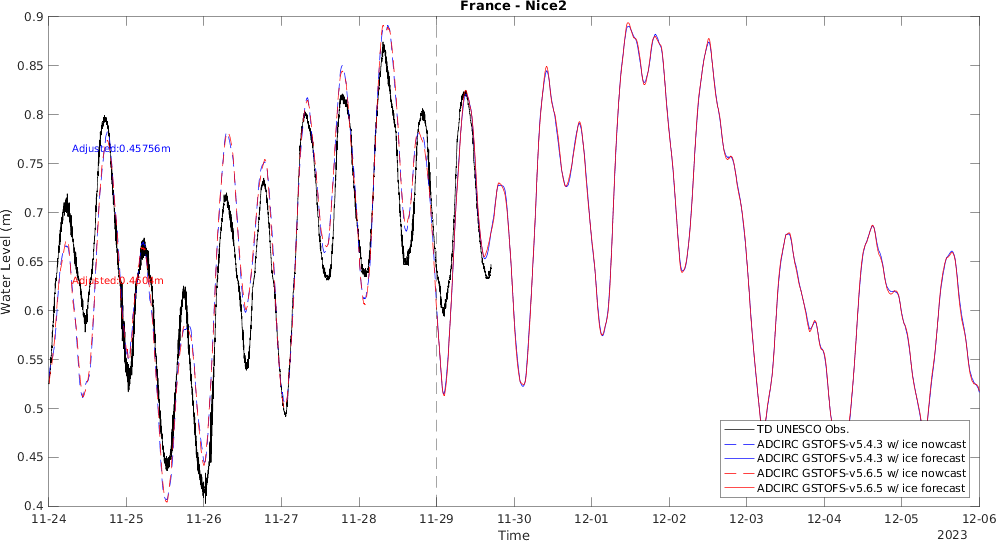 France - Nice2
0.9
0.85
0.8
0.75
0.7
0.65
0.6
0.55
0.5
0.45
0.4
Water Level (m)
Adjusted:0.45756m
Adjusted:0.4604m
TD UNESCO Obs.
ADCIRC GSTOFS-v5.4.3 w/ ice nowcast
ADCIRC GSTOFS-v5.4.3 w/ ice forecast
ADCIRC GSTOFS-v5.6.5 w/ ice nowcast
ADCIRC GSTOFS-v5.6.5 w/ ice forecast
11-24 11-25 11-26 11-27 11-28 11-29 11-30 12-01 12-02 12-03 12-04 12-05 12-06
Time
2023